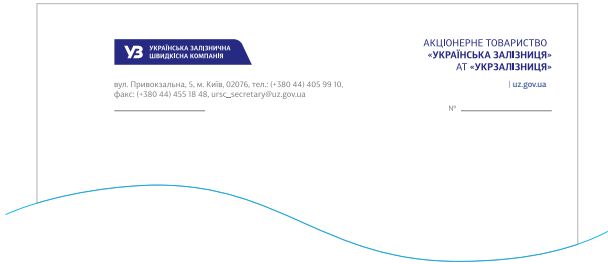 УЗ УКРАЇНСЬКА ЗАЛІЗНИЧНА
ШВИДКІСНА КОМПАНІЯ
вул. Привокзальна, 5, м. Київ, 02076, тел.: (+380 44) 405 99 10,
факс: (+380 44) 455 18 48, ursc_secretary@uz.gov.ua
АКЦІОНЕРНЕ ТОВАРИСТВО
«УКРАЇНСЬКА ЗАЛІЗНИЦЯ»
АТ «УКРЗАЛІЗНИЦЯ»
| uz.gov.ua
№